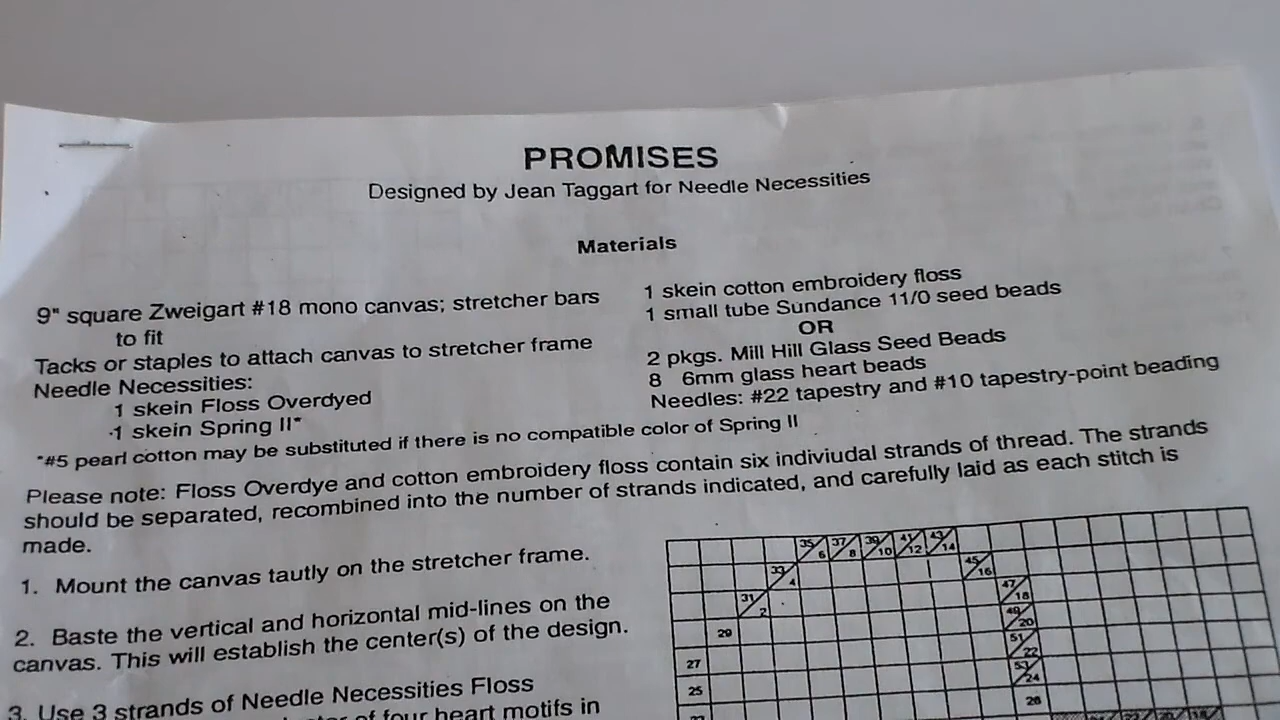 PROMISES
Designed by Jean Taggart for Needle Necessities
Materials
9" square Zweigart #18 mono canvas; stretcher bars
to fit
Tacks or staples to attach canvas to stretcher frame
Needle Necessities:
1 skein Floss Overdyed
1 skein Spring II*
1 skein cotton embroidery floss
1 small tube Sundance 11/0 seed beads
OR
2 pkgs. Mill Hill Glass Seed Beads
8 6mm glass heart beads
Needles: #22 tapestry and #10 tapestry-point beading
*#5 pearl cotton may be substituted if there is no compatible color of Spring II
Please note: Floss Overdye and cotton embroidery floss contain six indiviudal strands of thread. The strands
should be separated, recombined into the number of strands indicated, and carefully laid as each stitch is
made.
1. Mount the canvas tautly on the stretcher frame.
2. Baste the vertical and horizontal mid-lines on the
canvas. This will establish the center(s) of the design.
3. Use 3 strands of Needle Necessities Floss
of four heart motifs in
35 6 37 8 39 10 41 12 43 14
33 4 45 16
31 2 47 18
29 49 20
27 51 22
25 53 24
26